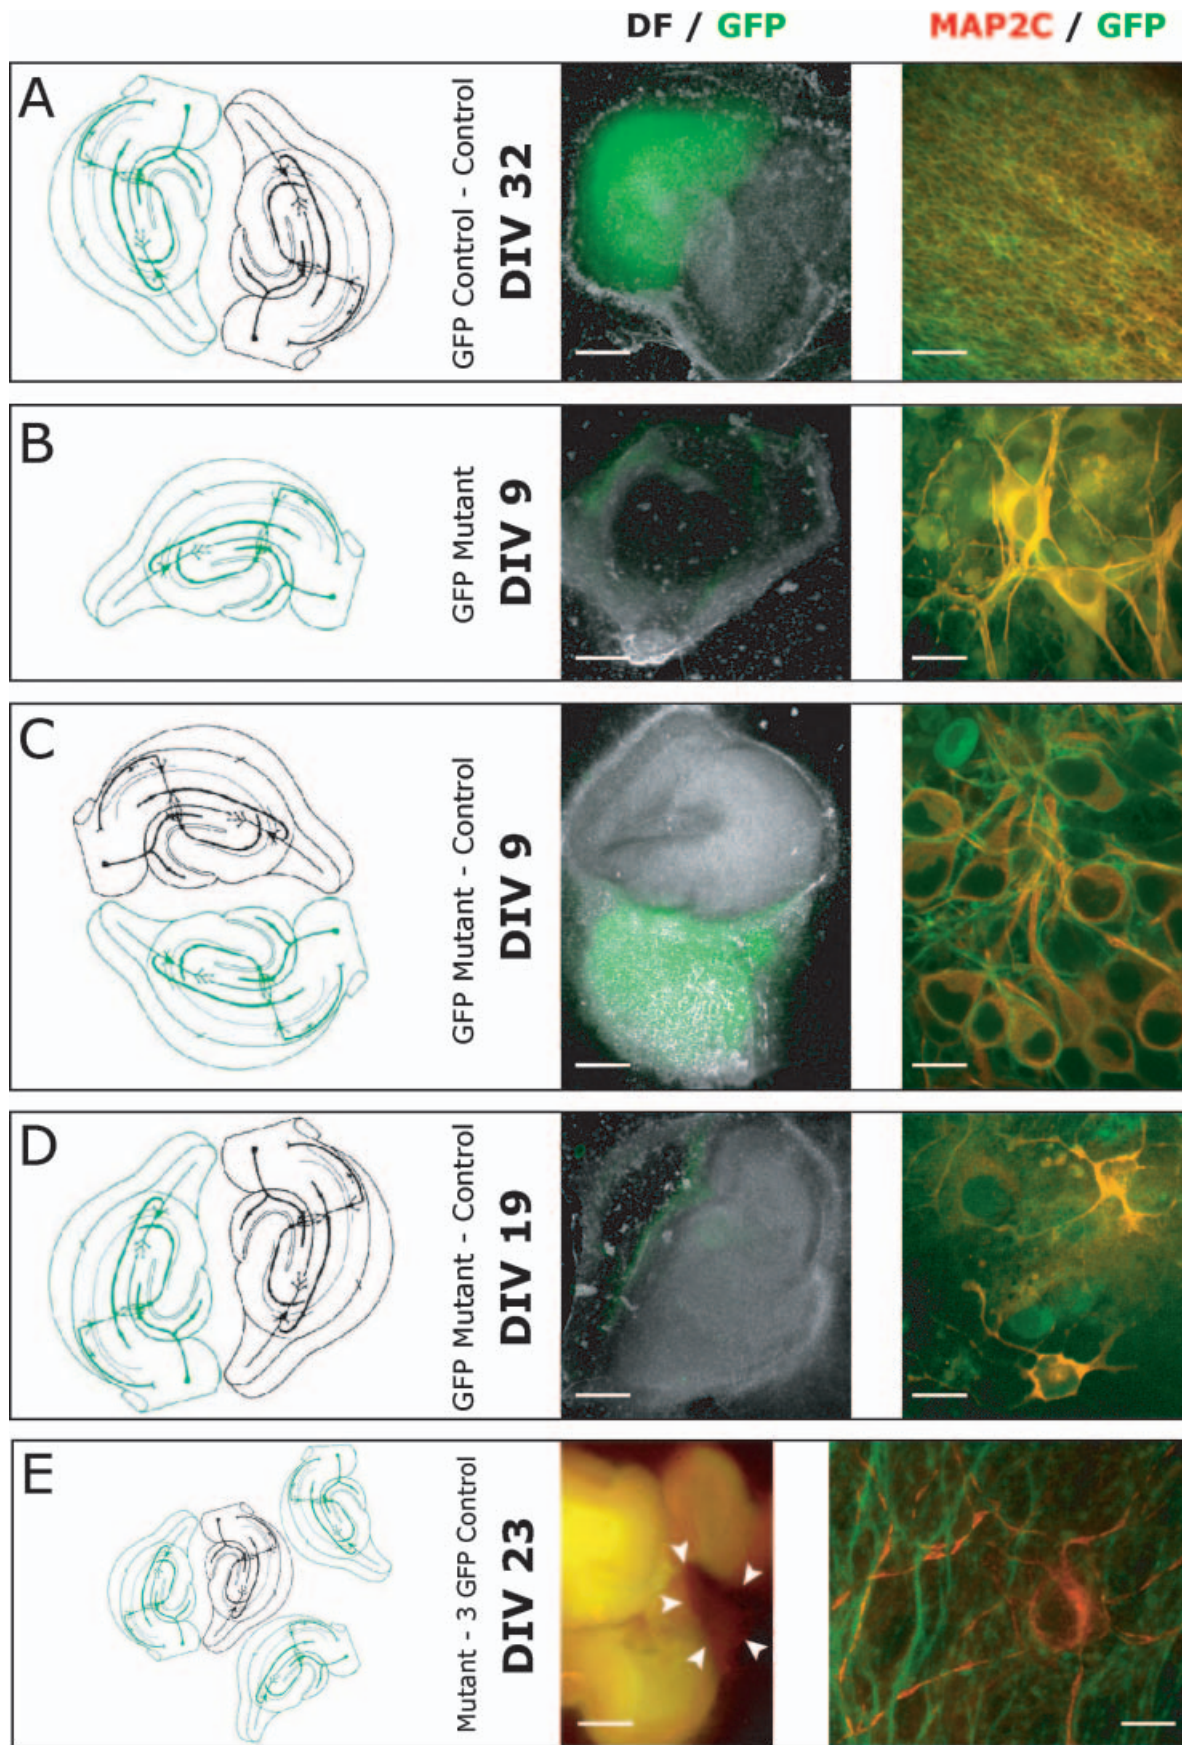 DF / GFP
MAP2C / GFP
A
GFP Control - Control
DIV 32
B
GFP Mutant
DIV 9
C
GFP Mutant - Control
DIV 9
D
GFP Mutant - Control
DIV 19
E
Mutant - 3 GFP Control
DIV 23